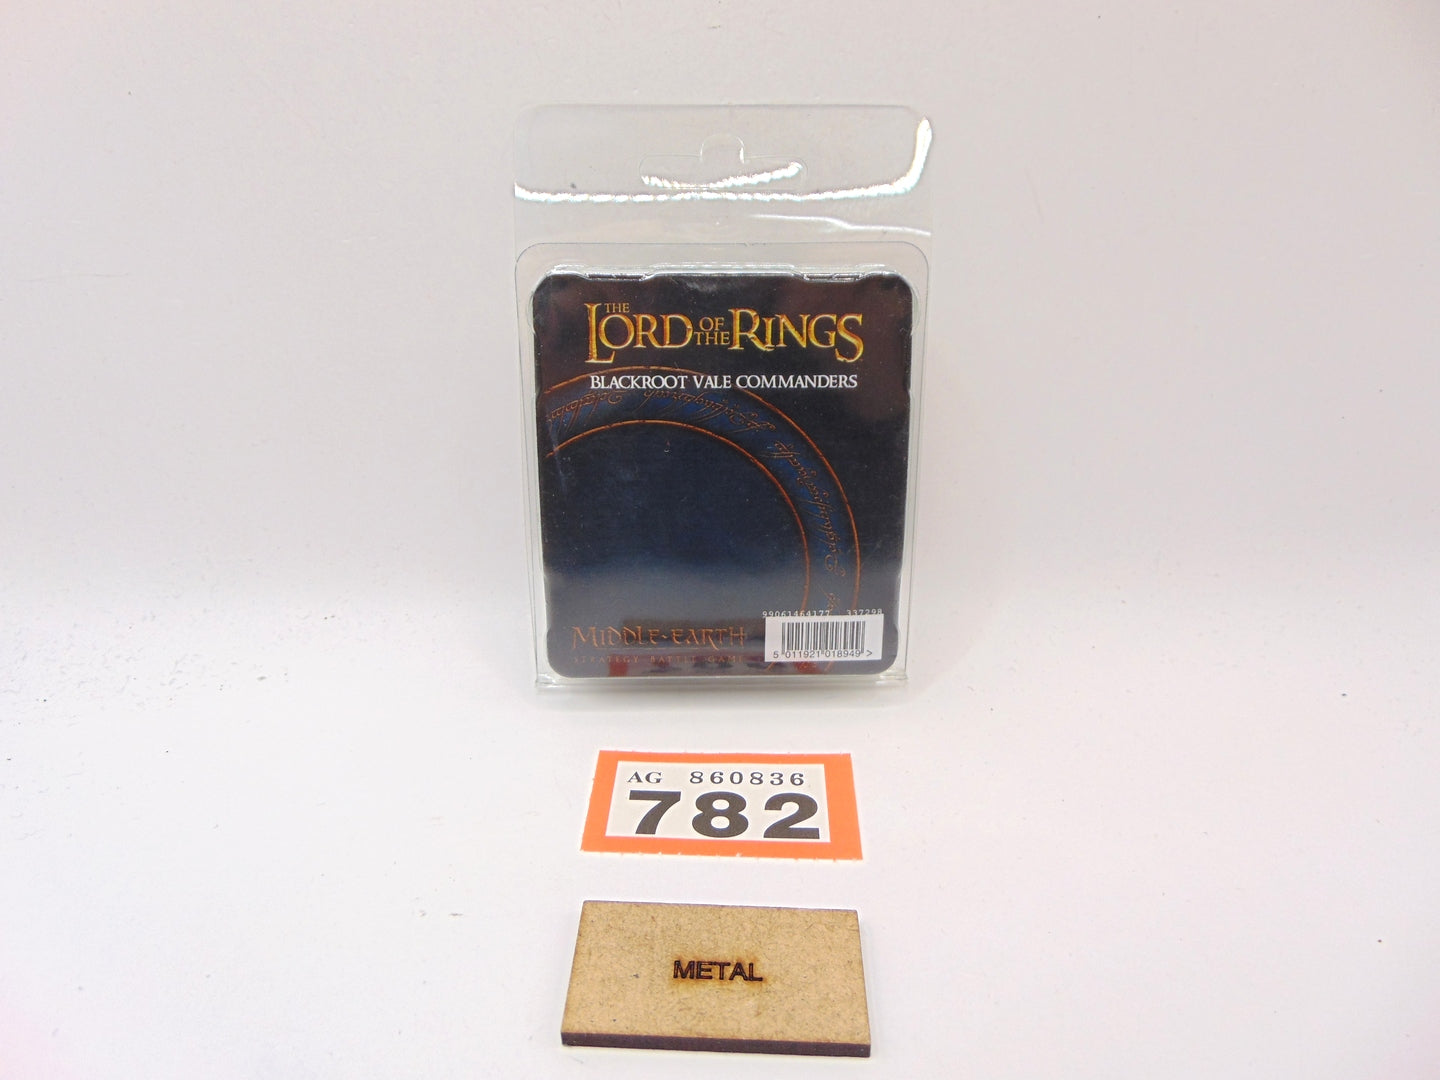 THE LORD OF THE RINGS
BLACKROOT VALE COMMANDERS
99061464177 337298
MIDDLE-EARTH
STRATEGY BATTLE GAME
5 011921 018949 >
AG 860836
782
METAL